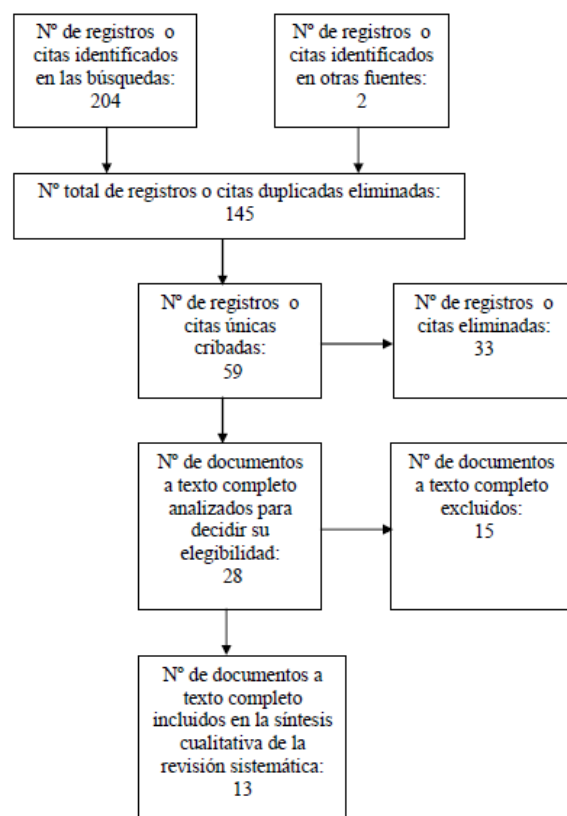 Nº de registros o
citas identificados
en las búsquedas:
204
Nº de registros o
citas identificados
en otras fuentes:
2
Nº total de registros o citas duplicadas eliminadas:
145
Nº de registros o
citas únicas
cribadas:
59
Nº de registros o
citas eliminadas:
33
Nº de documentos
a texto completo
analizados para
decidir su
elegibilidad:
28
Nº de documentos
a texto completo
excluidos:
15
Nº de documentos a
texto completo
incluidos en la síntesis
cualitativa de la
revisión sistemática:
13